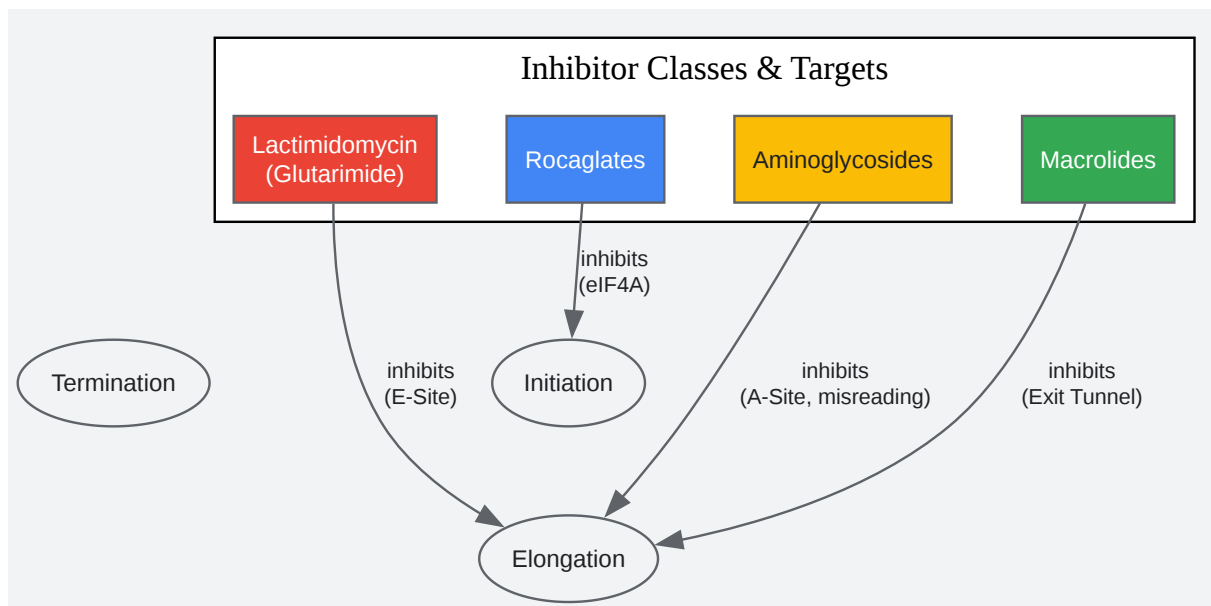 Inhibitor Classes & Targets
Lactimidomycin
(Glutarimide)
Rocaglates
Aminoglycosides
Macrolides
inhibits
(eIF4A)
inhibits
(E-Site)
inhibits
(A-Site, misreading)
inhibits
(Exit Tunnel)
Termination
Initiation
Elongation